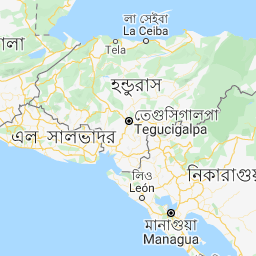 লা সেইবা
La Ceiba
Tela
হন্ডুরাস
তেগুসিগালপা
Tegucigalpa
এল সালভাদর
নিকারাগুয়
লিও
León
মানাগুয়া
Managua